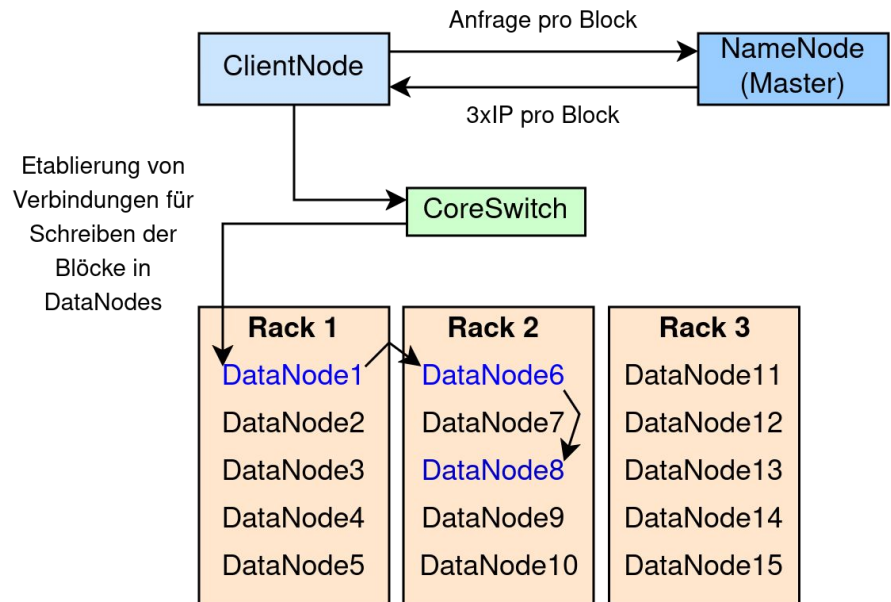 Anfrage pro Block
ClientNode
NameNode
(Master)
3xIP pro Block
Etablierung von
Verbindungen für
Schreiben der
Blöcke in
DataNodes
CoreSwitch
Rack 1
DataNode1
DataNode2
DataNode3
DataNode4
DataNode5
Rack 2
DataNode6
DataNode7
DataNode8
DataNode9
DataNode10
Rack 3
DataNode11
DataNode12
DataNode13
DataNode14
DataNode15